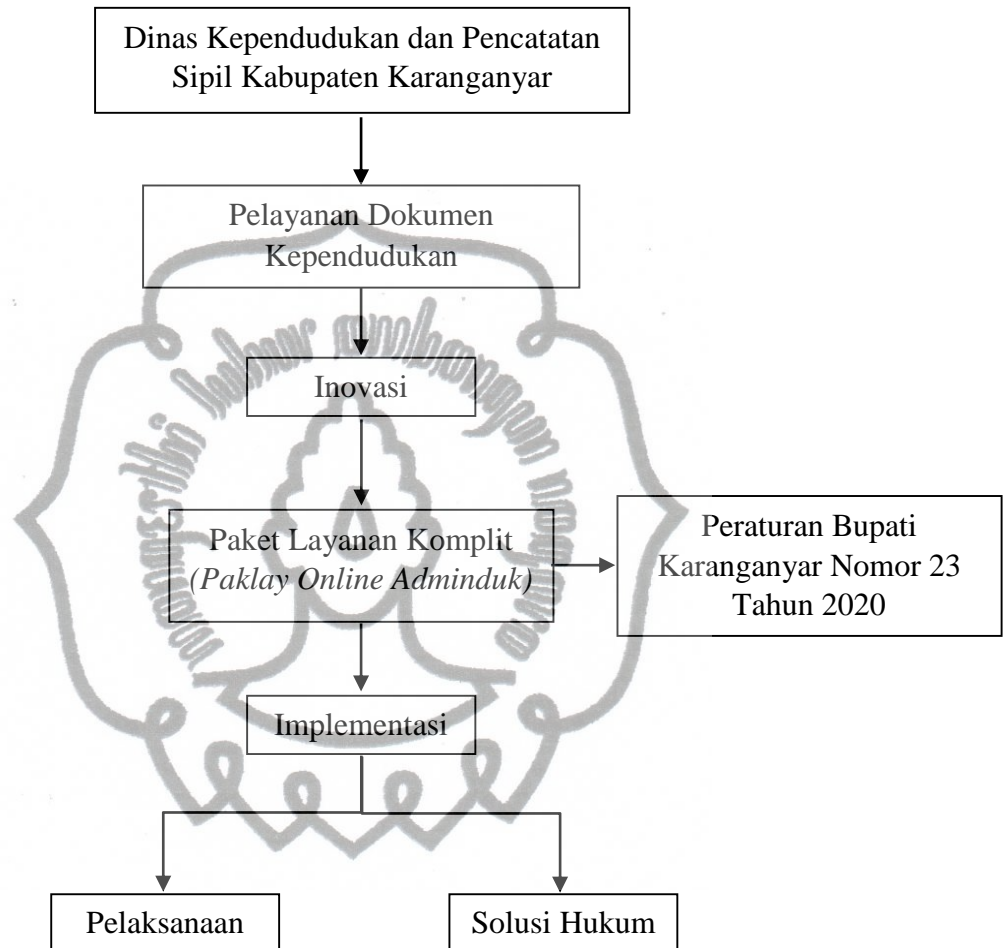 Dinas Kependudukan dan Pencatatan
Sipil Kabupaten Karanganyar
Pelayanan Dokumen
Kependudukan
Inovasi
Paket Layanan Komplit
(Paklay Online Adminduk)
Peraturan Bupati
Karanganyar Nomor 23
Tahun 2020
Implementasi
Pelaksanaan
Solusi Hukum